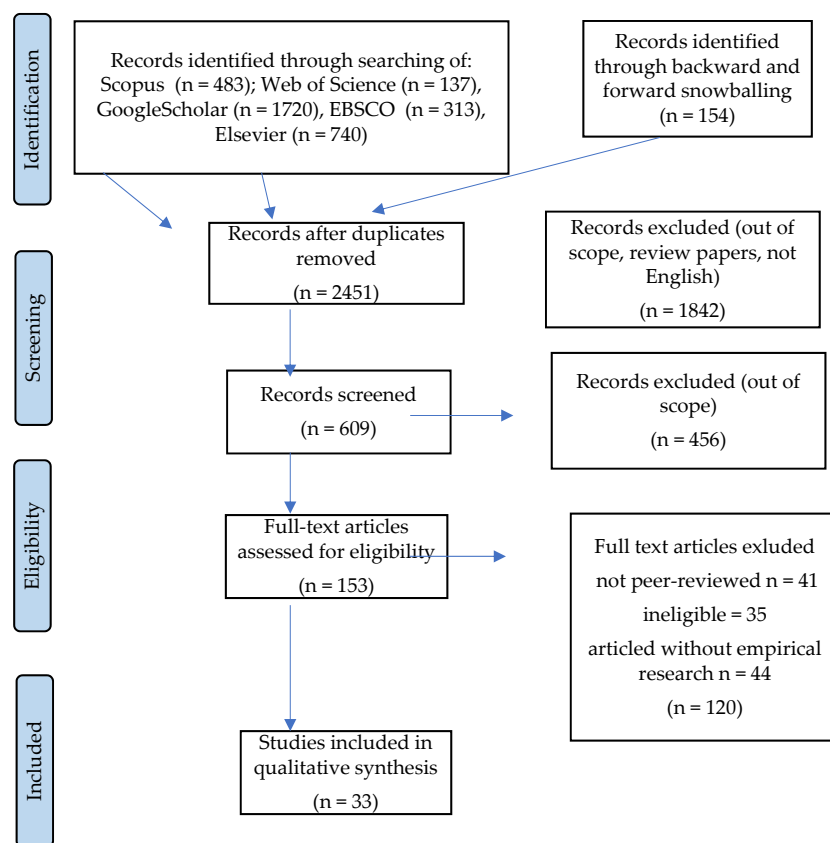 Identification
Records identified through searching of:
Scopus (n = 483); Web of Science (n = 137),
GoogleScholar (n = 1720), EBSCO (n = 313),
Elsevier (n = 740)
Records identified
through backward and
forward snowballing
(n = 154)
Screening
Records after duplicates
removed
(n = 2451)
Records excluded (out of
scope, review papers, not
English)
(n = 1842)
Records screened
(n = 609)
Records excluded (out of
scope)
(n = 456)
Eligibility
Full-text articles
assessed for eligibility
(n = 153)
Full text articles exluded
not peer-reviewed n = 41
ineligible = 35
articled without empirical
research n = 44
(n = 120)
Included
Studies included in
qualitative synthesis
(n = 33)